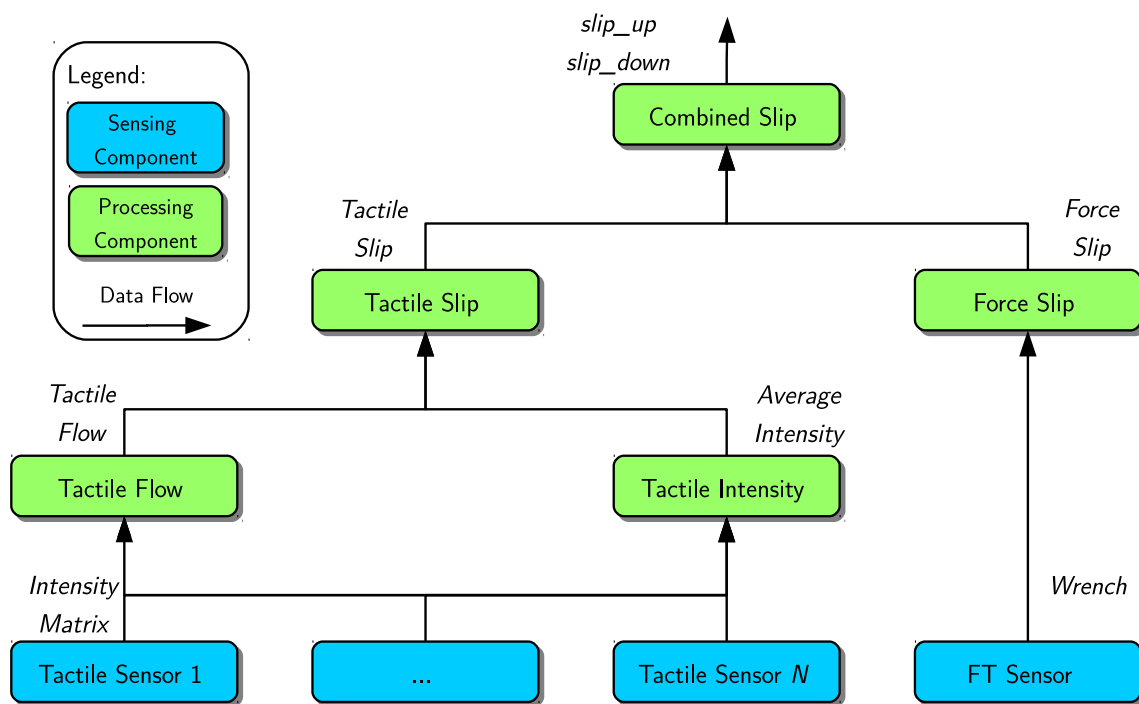 slip_up
slip_down
Legend:
Sensing
Component
Processing
Component
Data Flow
Combined Slip
Tactile
Slip
Force
Slip
Tactile Slip
Force Slip
Tactile
Flow
Average
Intensity
Tactile Flow
Tactile Intensity
Intensity
Matrix
Wrench
Tactile Sensor 1
...
Tactile Sensor N
FT Sensor